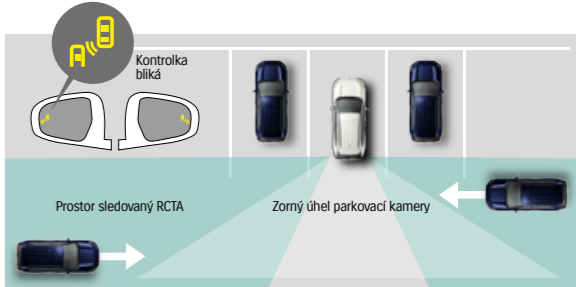 Kontrolka
bliká
Prostor sledovaný RCTA
Zorný úhel parkovací kamery